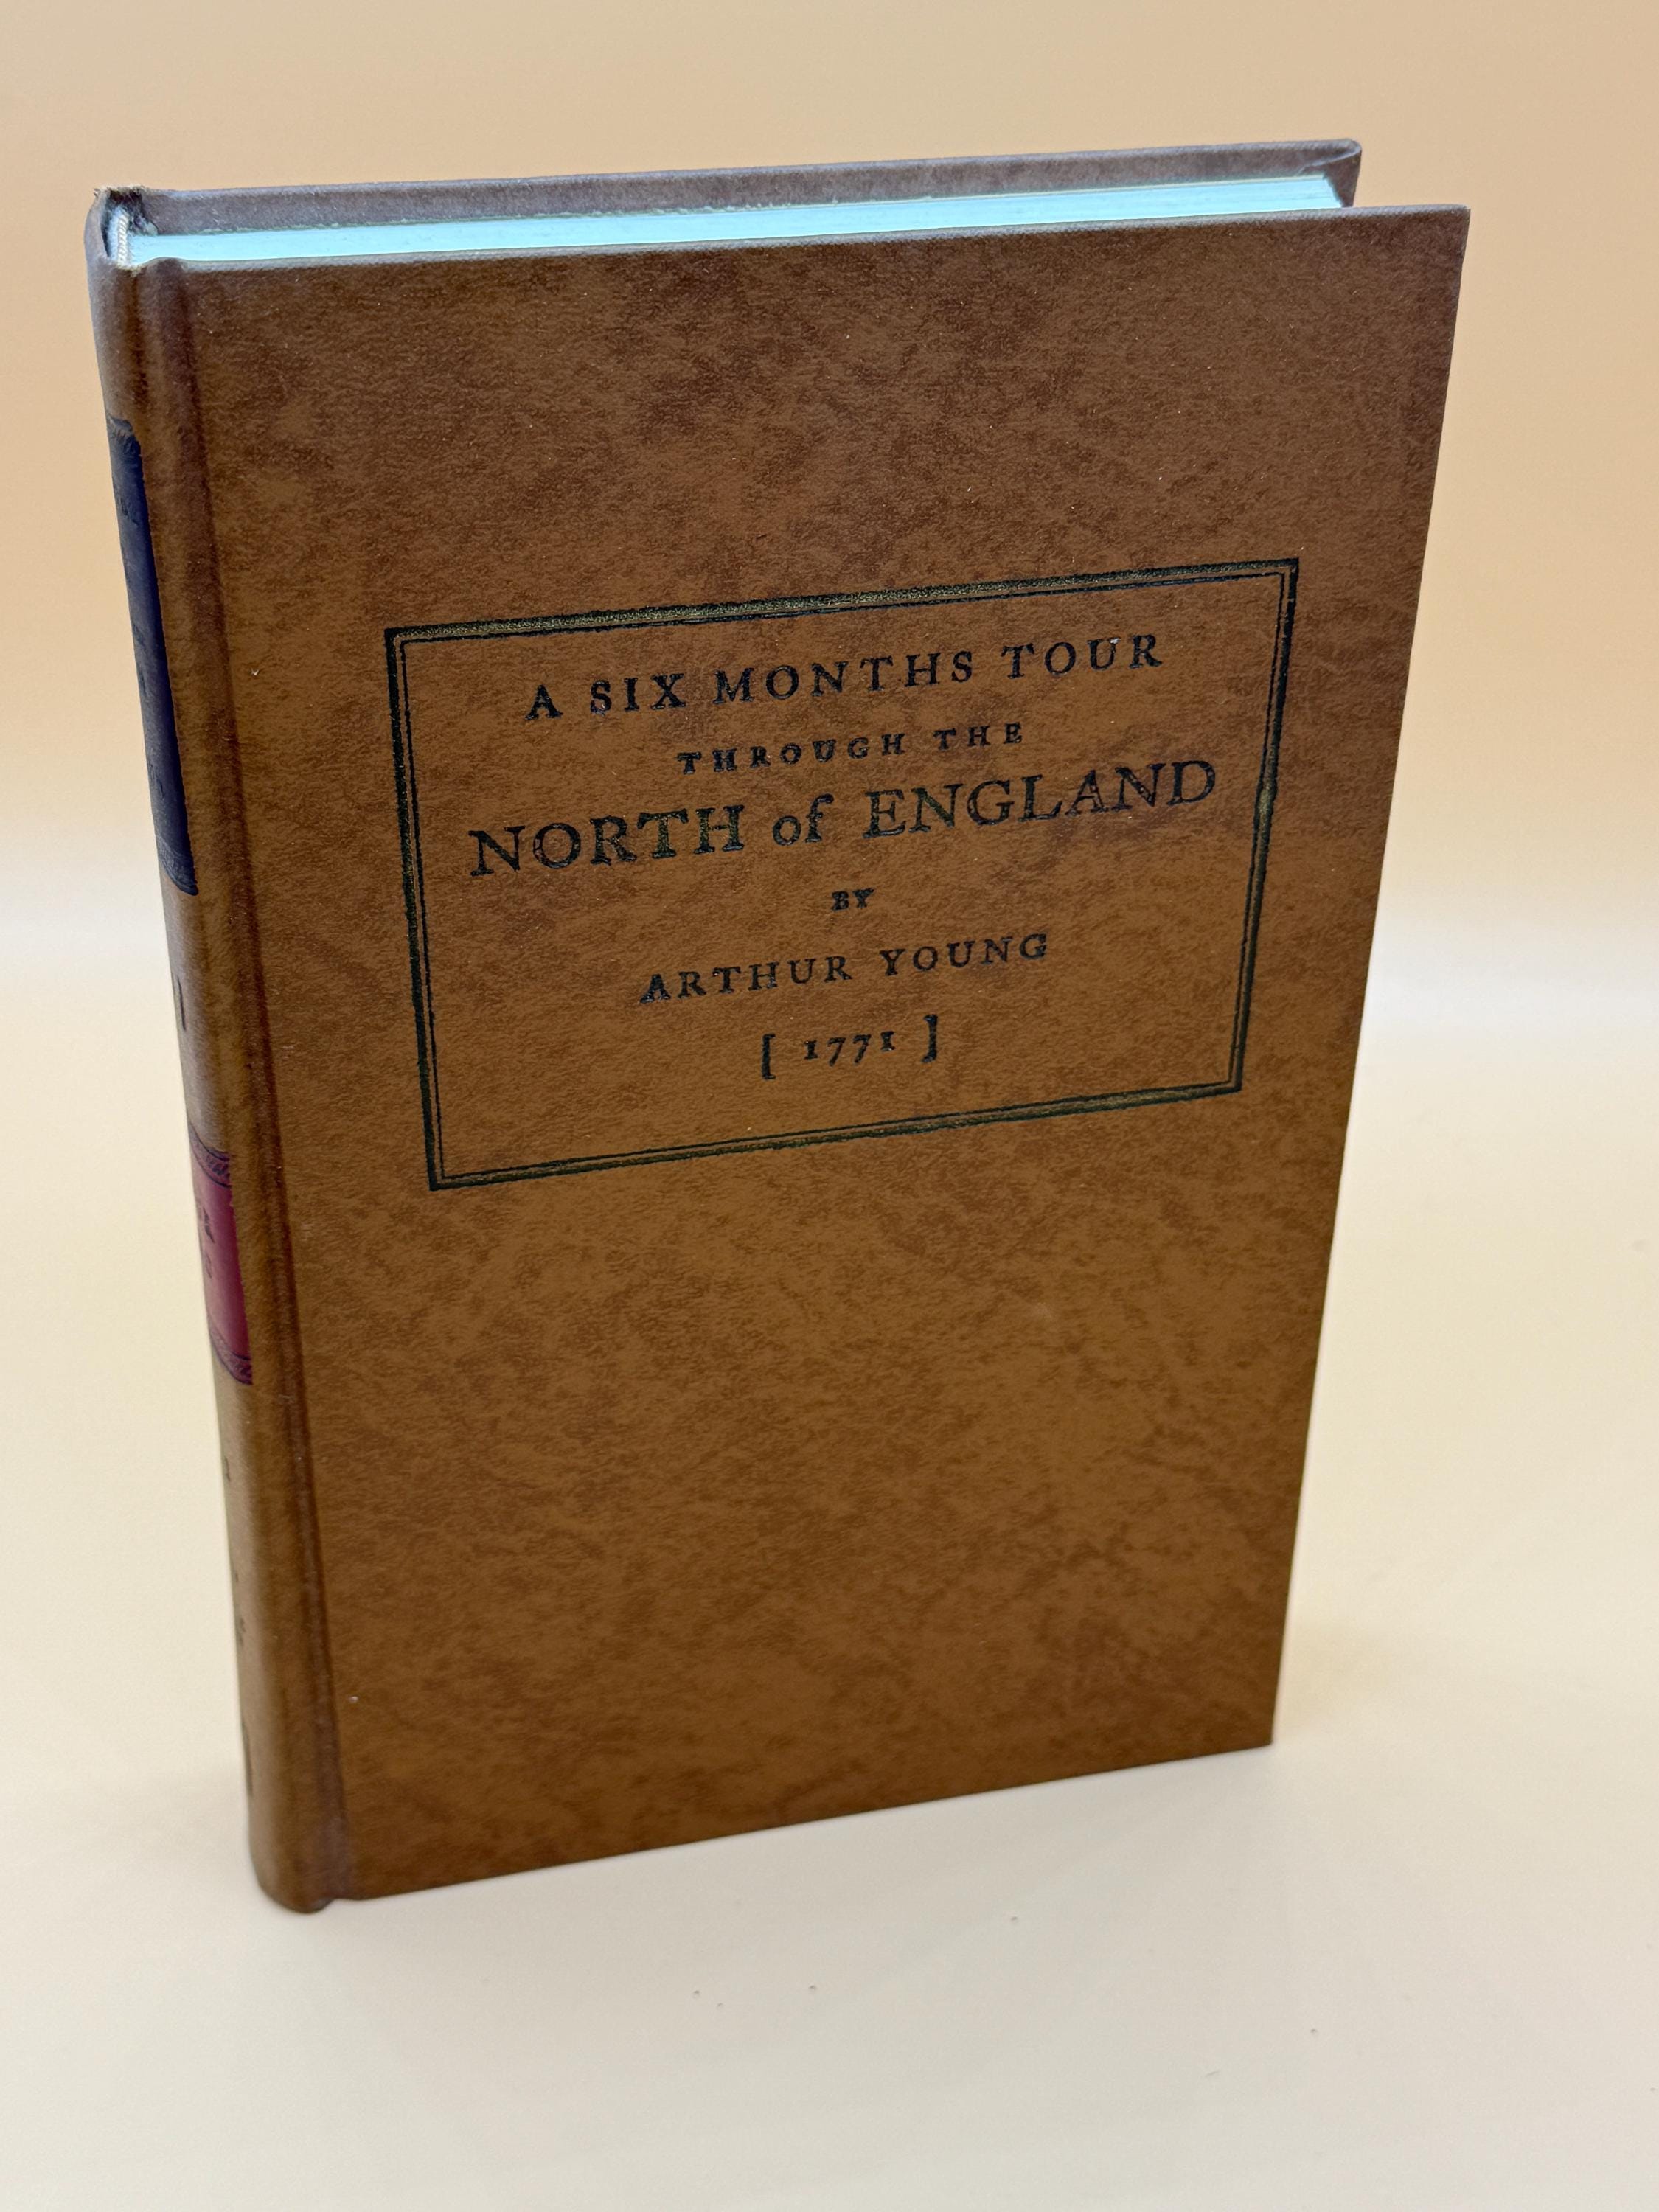 A SIX MONTHS TOUR
THROUGH THE
NORTH of ENGLAND
BY
ARTHUR YOUNG
[ 1771 ]